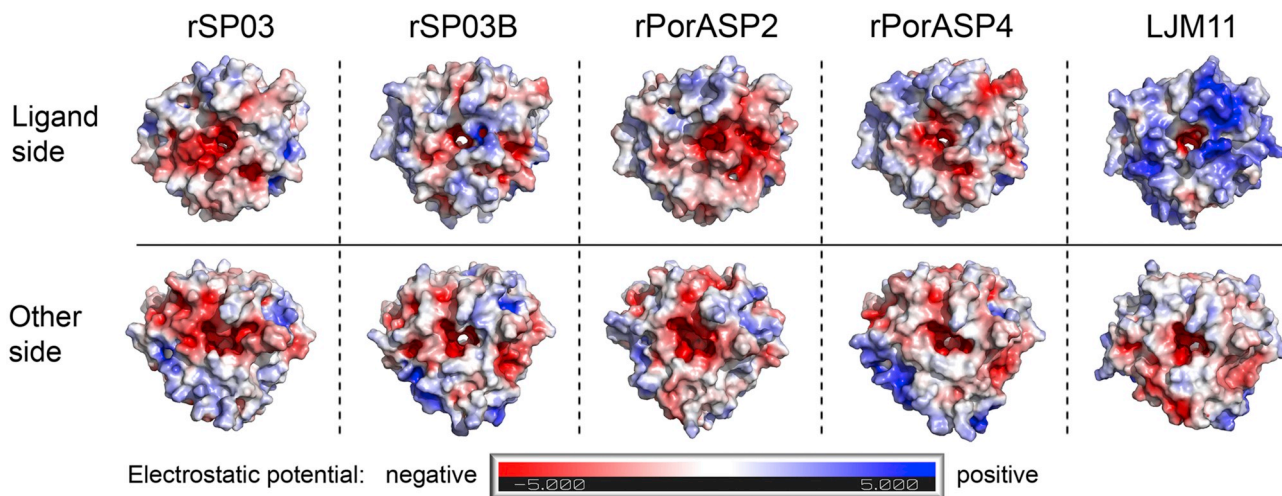 rSP03 rSP03B rPorASP2 rPorASP4 LJM11
Ligand
side
Other
side
Electrostatic potential: negative -5.000 5.000 positive